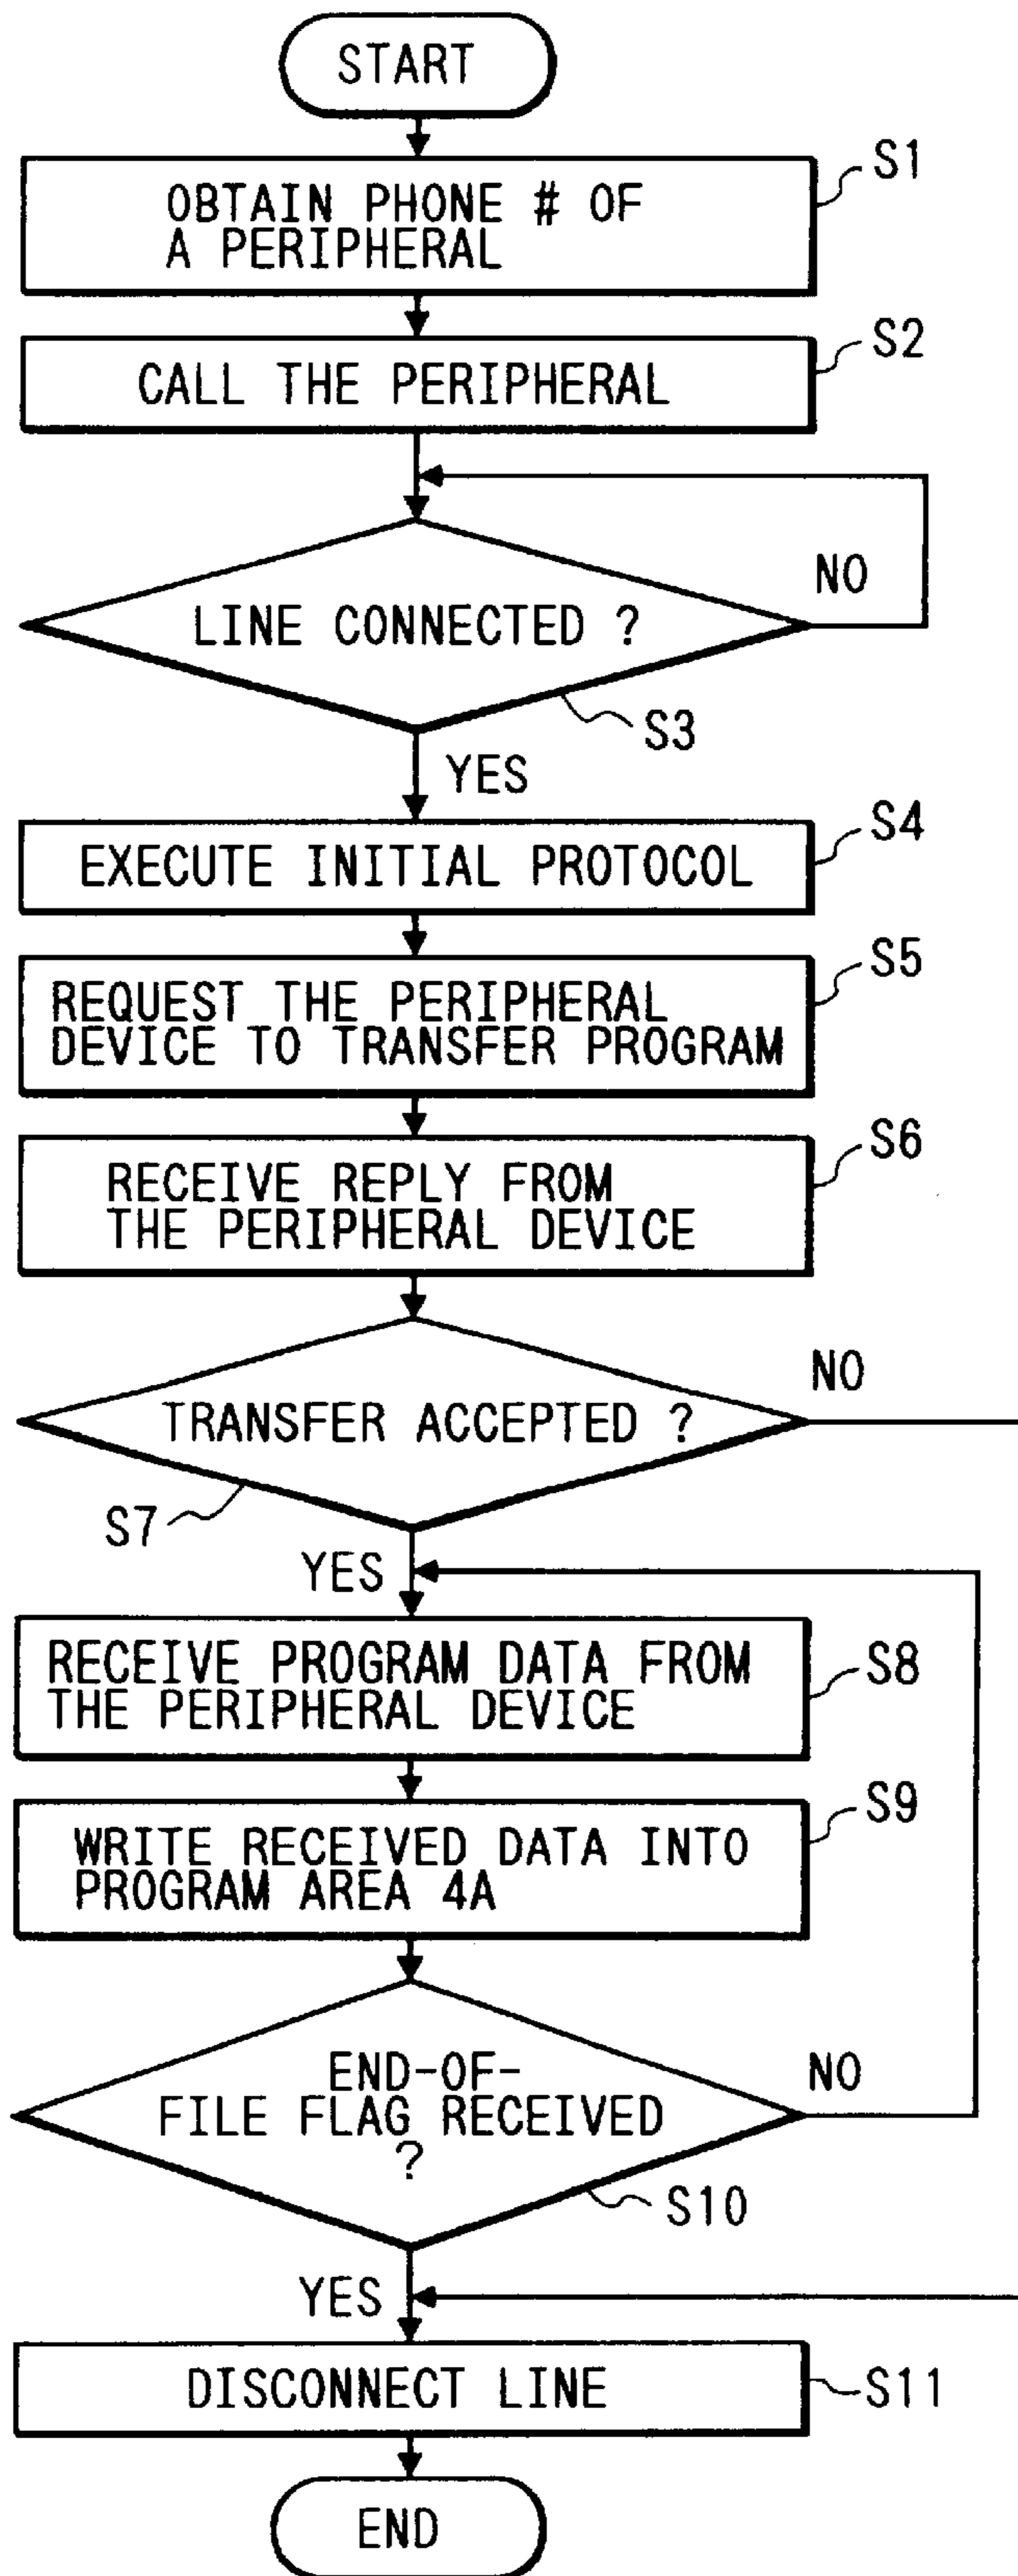 START
S1
OBTAIN PHONE # OF
A PERIPHERAL
S2
CALL THE PERIPHERAL
NO
LINE CONNECTED ?
S3
YES
S4
EXECUTE INITIAL PROTOCOL
S5
REQUEST THE PERIPHERAL
DEVICE TO TRANSFER PROGRAM
S6
RECEIVE REPLY FROM
THE PERIPHERAL DEVICE
NO
TRANSFER ACCEPTED ?
S7
YES
RECEIVE PROGRAM DATA FROM
THE PERIPHERAL DEVICE
S8
S9
WRITE RECEIVED DATA INTO
PROGRAM AREA 4A
END-OF-
NO
FILE FLAG RECEIVED
?
S10
YES
DISCONNECT LINE
S11
END